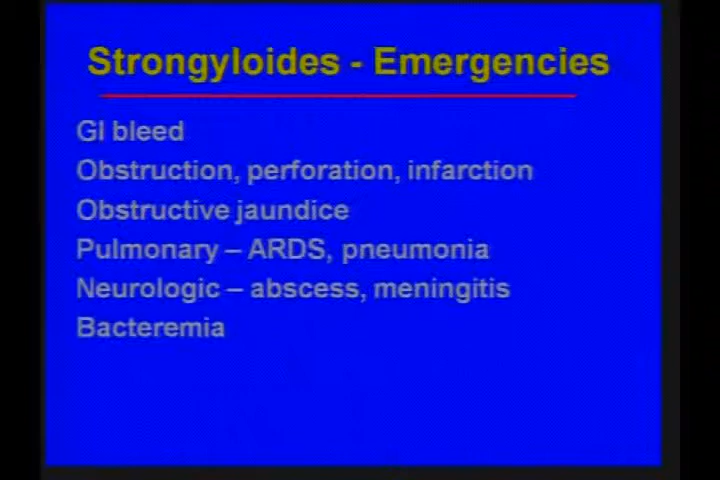 Strongyloides - Emergencies
GI bleed
Obstruction, perforation, infarction
Obstructive jaundice
Pulmonary – ARDS, pneumonia
Neurologic – abscess, meningitis
Bacteremia